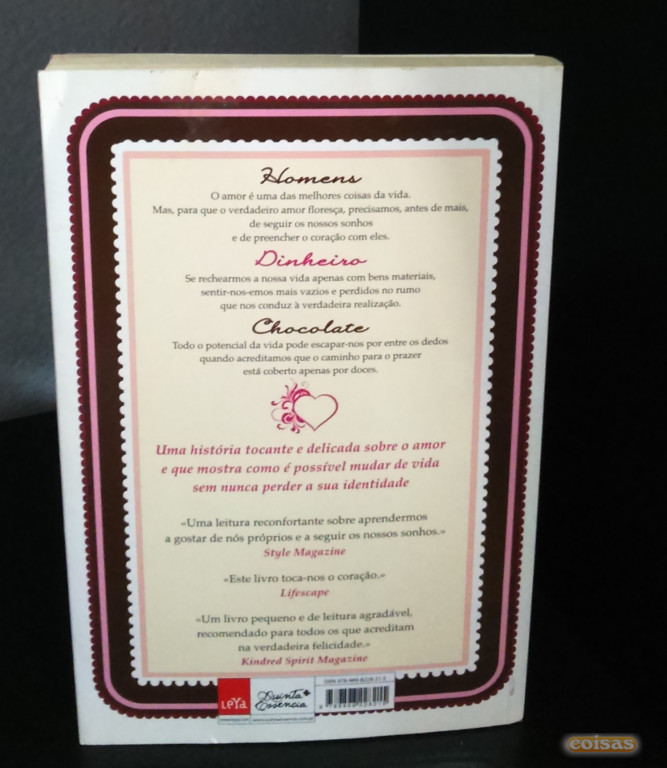 Homens
O amor é uma das melhores coisas da vida.
Mas, para que o verdadeiro amor floresça, precisamos, antes de mais,
de seguir os nossos sonhos
e de preencher o coração com eles.
Dinheiro
Se rechearmos a nossa vida apenas com bens materiais,
sentir-nos-emos mais vazios e perdidos no rumo
que nos conduz à verdadeira realização.
Chocolate
Todo o potencial da vida pode escapar-nos por entre os dedos
quando acreditamos que o caminho para o prazer
está coberto apenas por doces.
Uma história tocante e delicada sobre o amor
e que mostra como é possível mudar de vida
sem nunca perder a sua identidade
«Uma leitura reconfortante sobre aprendermos
a gostar de nós próprios e a seguir os nossos sonhos.»
Style Magazine
«Este livro toca-nos o coração.»
Lifescape
«Um livro pequeno e de leitura agradável,
recomendado para todos os que acreditam
na verdadeira felicidade.»
Kindred Spirit Magazine
LeYa
Quinta Essência
coisas